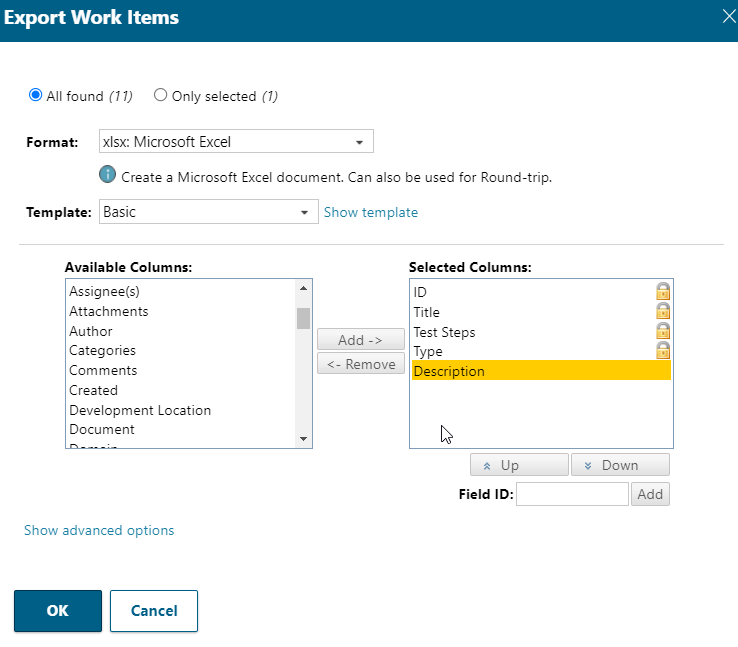 Export Work Items
All found (11) Only selected (1)
Format: xlsx: Microsoft Excel
Create a Microsoft Excel document. Can also be used for Round-trip.
Template: Basic Show template
Available Columns:
Assignee(s)
Attachments
Author
Categories
Comments
Created
Development Location
Document
Domain
Add ->
<- Remove
Selected Columns:
ID
Title
Test Steps
Type
Description
Up Down
Field ID: Add
Show advanced options
OK Cancel